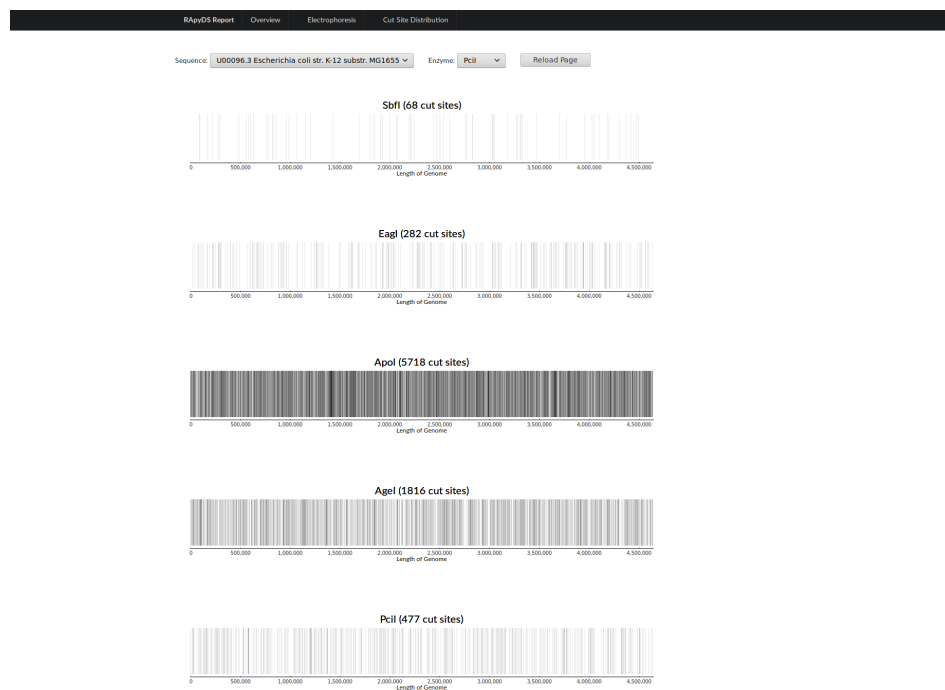 RApyDS Report Overview Electrophoresis Cut Site Distribution
Sequence: U00096.3 Escherichia coli str. K-12 substr. MG1655 Enzyme: PciI Reload Page
SbfI (68 cut sites)
0 500,000 1,000,000 1,500,000 2,000,000 2,500,000 3,000,000 3,500,000 4,000,000 4,500,000
Length of Genome
EagI (282 cut sites)
0 500,000 1,000,000 1,500,000 2,000,000 2,500,000 3,000,000 3,500,000 4,000,000 4,500,000
Length of Genome
ApoI (5718 cut sites)
0 500,000 1,000,000 1,500,000 2,000,000 2,500,000 3,000,000 3,500,000 4,000,000 4,500,000
Length of Genome
AgeI (1816 cut sites)
0 500,000 1,000,000 1,500,000 2,000,000 2,500,000 3,000,000 3,500,000 4,000,000 4,500,000
Length of Genome
PciI (477 cut sites)
0 500,000 1,000,000 1,500,000 2,000,000 2,500,000 3,000,000 3,500,000 4,000,000 4,500,000
Length of Genome